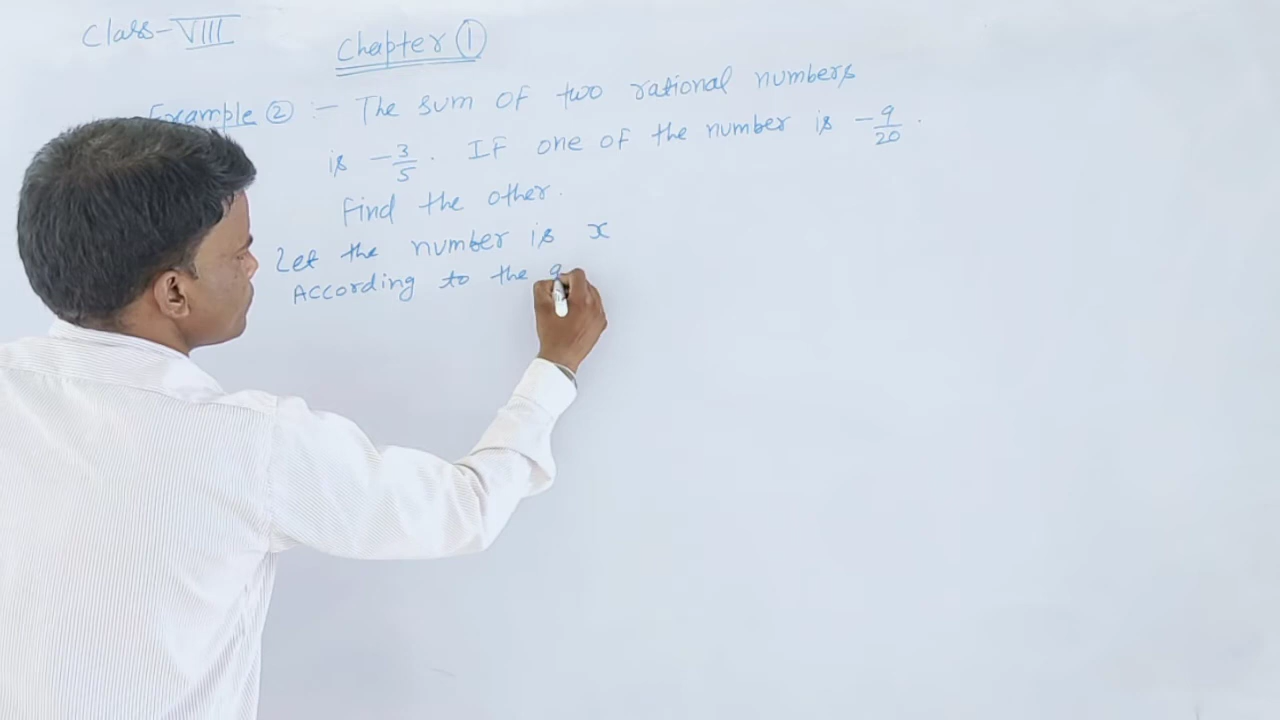 Class-VIII
Chapter ①
Example ② :- The sum of two rational numbers
is -3/5. If one of the number is -9/20.
Find the other.
Let the number is x
According to the q